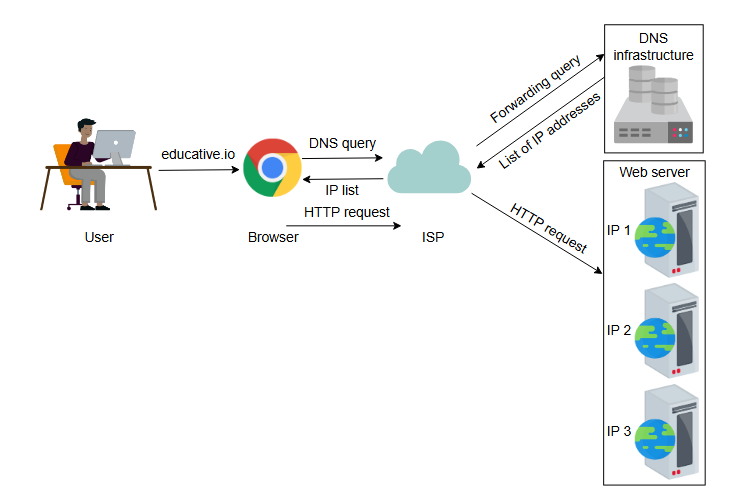 DNS
infrastructure
Forwarding query
List of IP addresses
educative.io
DNS query
IP list
HTTP request
User
Browser
ISP
HTTP request
Web server
IP 1
IP 2
IP 3